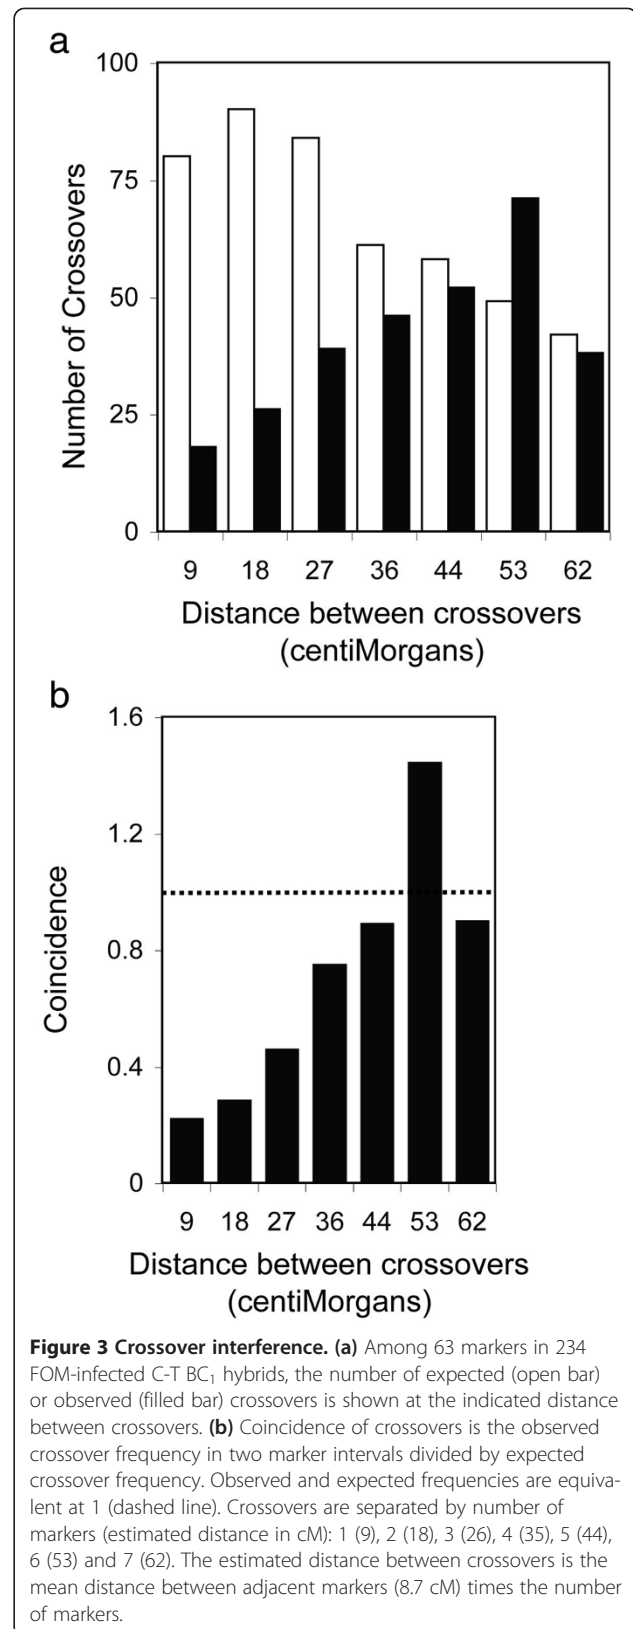 a
100
75
50
25
0
Number of Crossovers
9 18 27 36 44 53 62
Distance between crossovers
(centiMorgans)
b
1.6
1.2
0.8
0.4
0
Coincidence
9 18 27 36 44 53 62
Distance between crossovers
(centiMorgans)
Figure 3 Crossover interference. (a) Among 63 markers in 234
FOM-infected C-T BC₁ hybrids, the number of expected (open bar)
or observed (filled bar) crossovers is shown at the indicated distance
between crossovers. (b) Coincidence of crossovers is the observed
crossover frequency in two marker intervals divided by expected
crossover frequency. Observed and expected frequencies are equiva-
lent at 1 (dashed line). Crossovers are separated by number of
markers (estimated distance in cM): 1 (9), 2 (18), 3 (26), 4 (35), 5 (44),
6 (53) and 7 (62). The estimated distance between crossovers is the
mean distance between adjacent markers (8.7 cM) times the number
of markers.